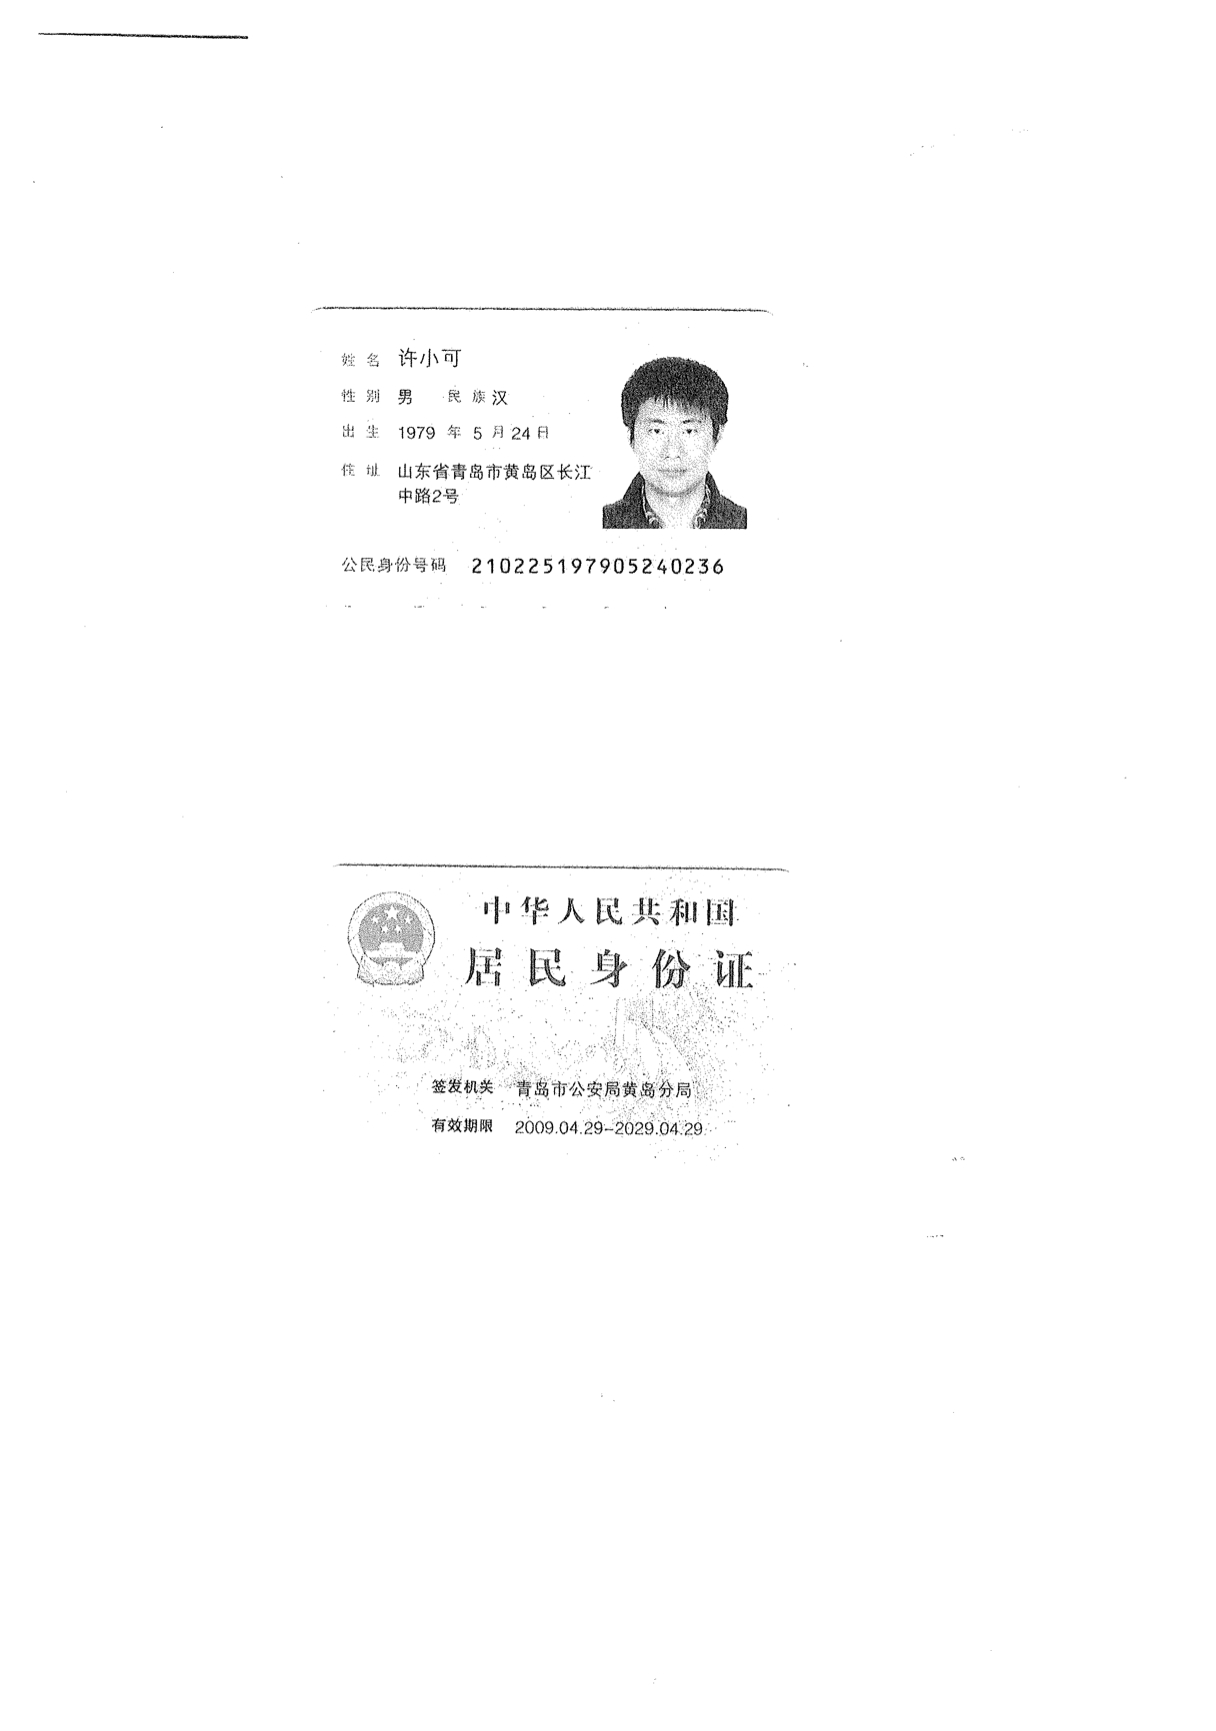 姓名 许小可
性别 男 民族 汉
出生 1979 年 5 月 24 日
住址 山东省青岛市黄岛区长江
中路2号
公民身份号码 210225197905240236
中华人民共和国
居民身份证
签发机关 青岛市公安局黄岛分局
有效期限 2009.04.29-2029.04.29